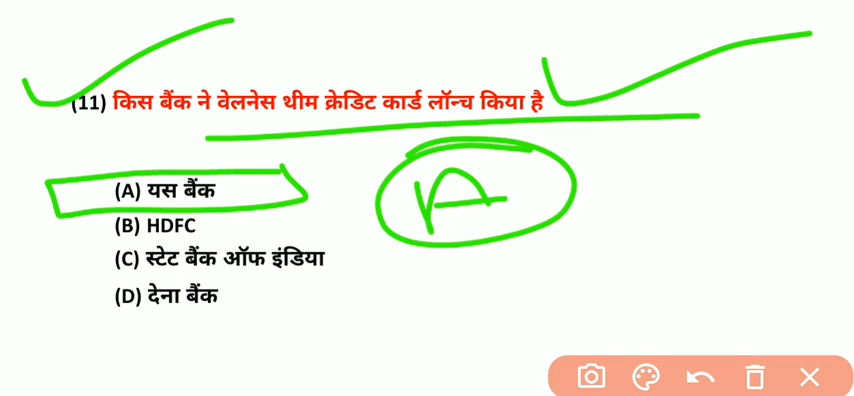 (11) किस बैंक ने वेलनेस थीम क्रेडिट कार्ड लॉन्च किया है
(A) यस बैंक
A
(B) HDFC
(C) स्टेट बैंक ऑफ इंडिया
(D) देना बैंक